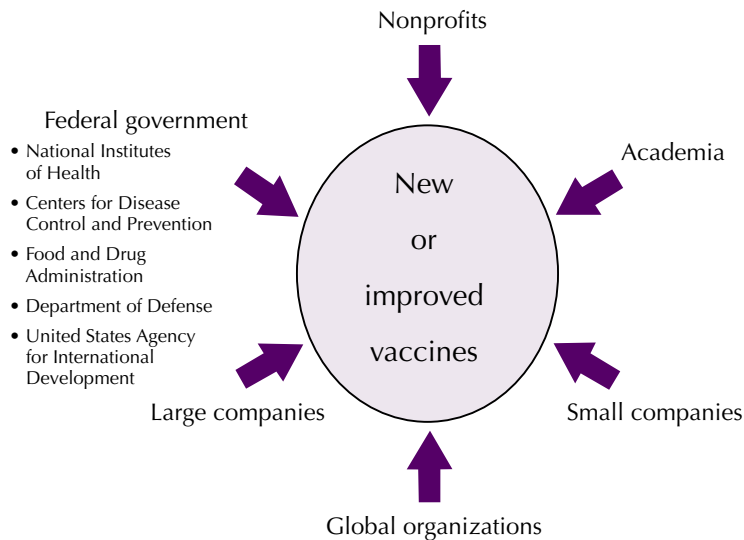 Nonprofits
Federal government
• National Institutes
of Health
• Centers for Disease
Control and Prevention
• Food and Drug
Administration
• Department of Defense
• United States Agency
for International
Development
Academia
New
or
improved
vaccines
Large companies
Small companies
Global organizations